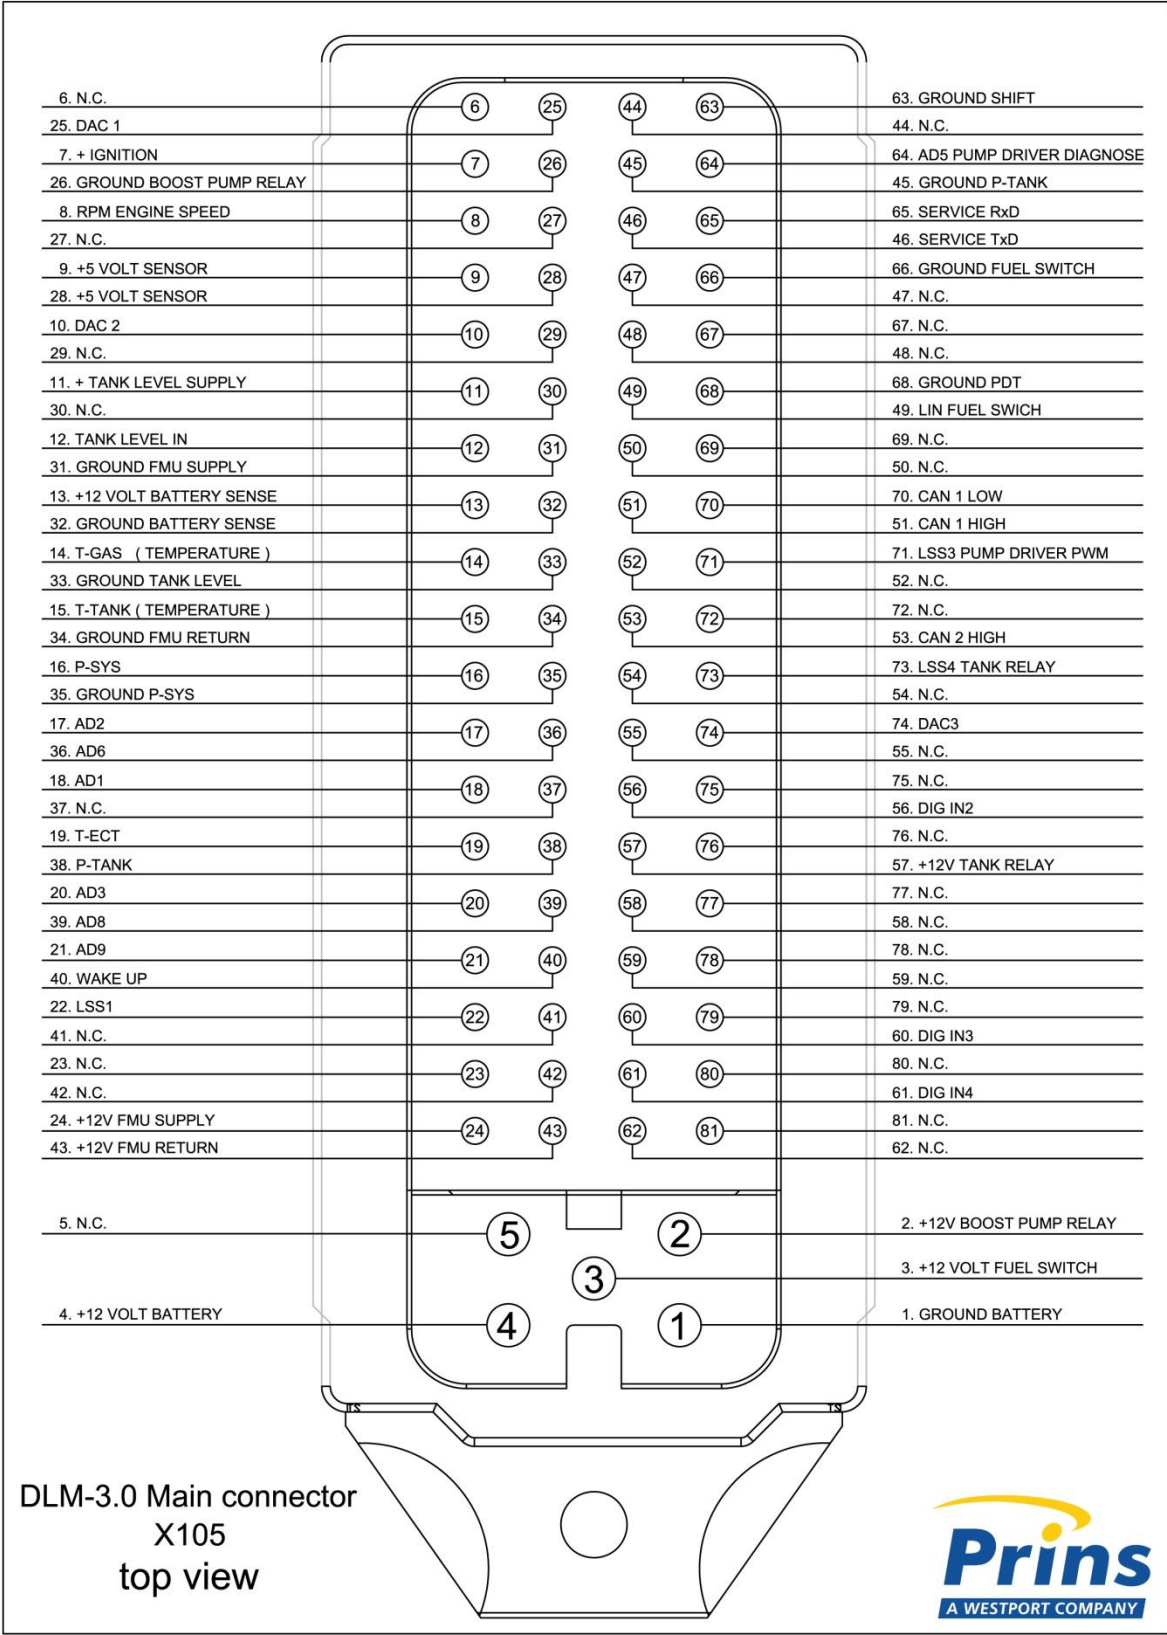 6. N.C.
25. DAC 1
7. + IGNITION
26. GROUND BOOST PUMP RELAY
8. RPM ENGINE SPEED
27. N.C.
9. +5 VOLT SENSOR
28. +5 VOLT SENSOR
10. DAC 2
29. N.C.
11. + TANK LEVEL SUPPLY
30. N.C.
12. TANK LEVEL IN
31. GROUND FMU SUPPLY
13. +12 VOLT BATTERY SENSE
32. GROUND BATTERY SENSE
14. T-GAS ( TEMPERATURE )
33. GROUND TANK LEVEL
15. T-TANK ( TEMPERATURE )
34. GROUND FMU RETURN
16. P-SYS
35. GROUND P-SYS
17. AD2
36. AD6
18. AD1
37. N.C.
19. T-ECT
38. P-TANK
20. AD3
39. AD8
21. AD9
40. WAKE UP
22. LSS1
41. N.C.
23. N.C.
42. N.C.
24. +12V FMU SUPPLY
43. +12V FMU RETURN
5. N.C.
4. +12 VOLT BATTERY
6 25 44 63
7 26 45 64
8 27 46 65
9 28 47 66
10 29 48 67
11 30 49 68
12 31 50 69
13 32 51 70
14 33 52 71
15 34 53 72
16 35 54 73
17 36 55 74
18 37 56 75
19 38 57 76
20 39 58 77
21 40 59 78
22 41 60 79
23 42 61 80
24 43 62 81
5 2
3
4 1
63. GROUND SHIFT
44. N.C.
64. AD5 PUMP DRIVER DIAGNOSE
45. GROUND P-TANK
65. SERVICE RxD
46. SERVICE TxD
66. GROUND FUEL SWITCH
47. N.C.
67. N.C.
48. N.C.
68. GROUND PDT
49. LIN FUEL SWICH
69. N.C.
50. N.C.
70. CAN 1 LOW
51. CAN 1 HIGH
71. LSS3 PUMP DRIVER PWM
52. N.C.
72. N.C.
53. CAN 2 HIGH
73. LSS4 TANK RELAY
54. N.C.
74. DAC3
55. N.C.
75. N.C.
56. DIG IN2
76. N.C.
57. +12V TANK RELAY
77. N.C.
58. N.C.
78. N.C.
59. N.C.
79. N.C.
60. DIG IN3
80. N.C.
61. DIG IN4
81. N.C.
62. N.C.
2. +12V BOOST PUMP RELAY
3. +12 VOLT FUEL SWITCH
1. GROUND BATTERY
DLM-3.0 Main connector
X105
top view
Prins
A WESTPORT COMPANY